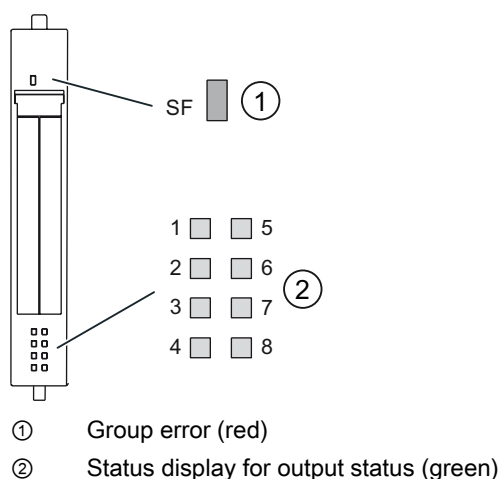 SF ①
1 5
2 6
3 7
4 8
②
① Group error (red)
② Status display for output status (green)